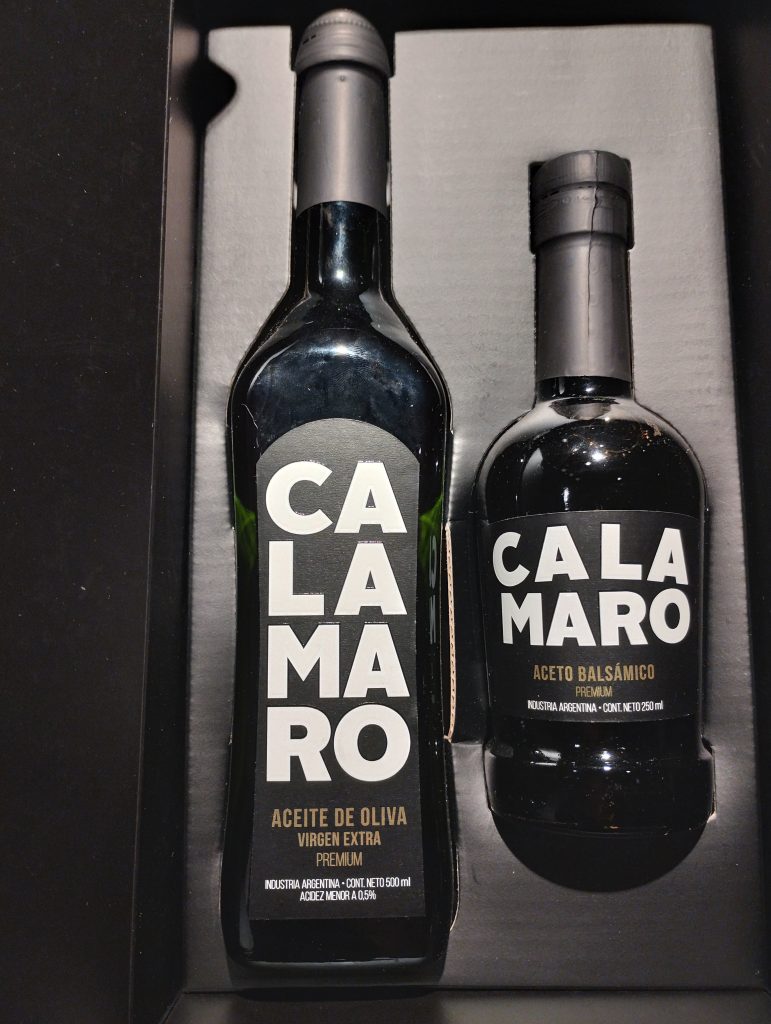 CA
LA
MA
RO
ACEITE DE OLIVA
VIRGEN EXTRA
PREMIUM
INDUSTRIA ARGENTINA • CONT. NETO 500 ml
ACIDEZ MENOR A 0,5%
CALA
MARO
ACETO BALSÁMICO
PREMIUM
INDUSTRIA ARGENTINA • CONT. NETO 250 ml